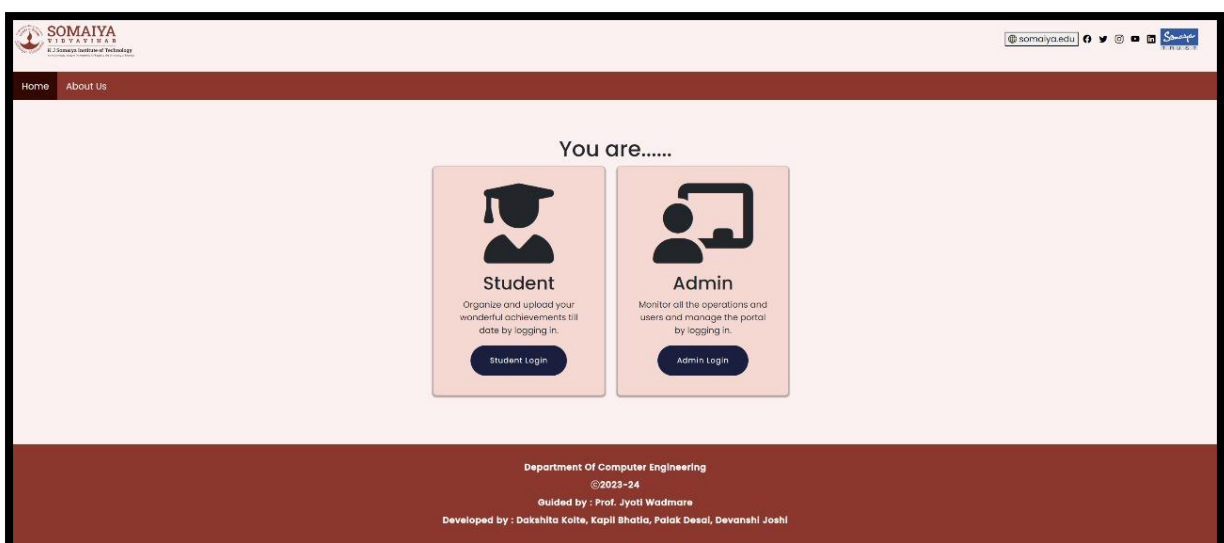 SOMAIYA
VIDYAVIHAR
K J Somaiya Institute of Technology
somaiya.edu
Somaiya
TRUST
Home About Us
You are......
Student
Organize and upload your
wonderful achievements till
date by logging in.
Student Login
Admin
Monitor all the operations and
users and manage the portal
by logging in.
Admin Login
Department Of Computer Engineering
©2023-24
Guided by : Prof. Jyoti Wadmare
Developed by : Dakshita Kolte, Kapil Bhatia, Palak Desai, Devanshi Joshi